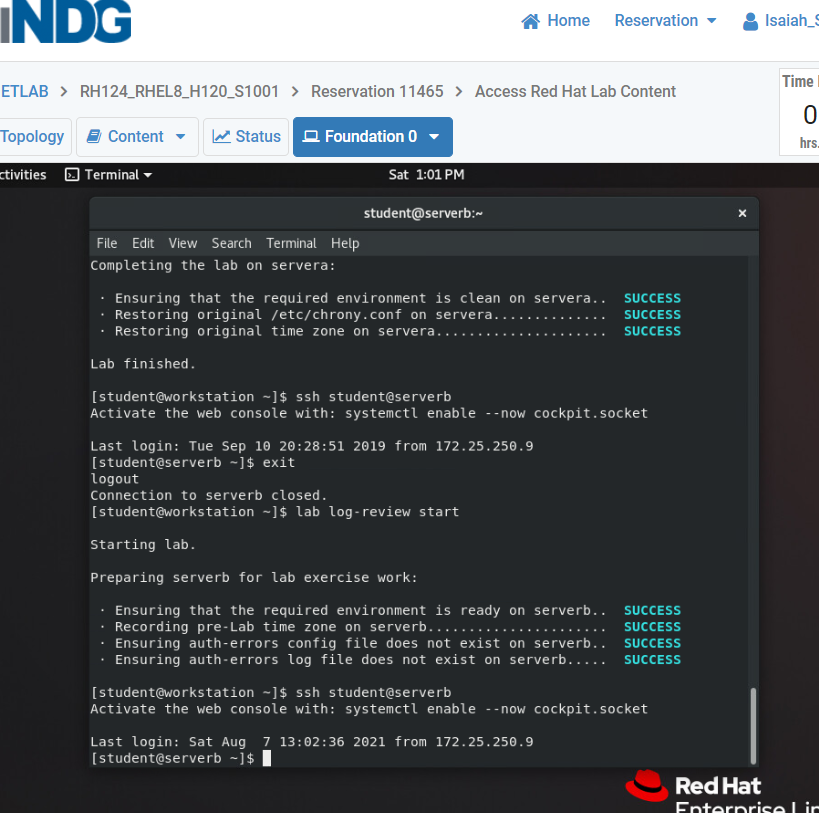 NDG
Home Reservation Isaiah_S
ETLAB > RH124_RHEL8_H120_S1001 > Reservation 11465 > Access Red Hat Lab Content
Time
0
hrs.
Topology Content Status Foundation 0
ctivities Terminal Sat 1:01 PM
student@serverb:~ ×
File Edit View Search Terminal Help
Completing the lab on servera:
· Ensuring that the required environment is clean on servera.. SUCCESS
· Restoring original /etc/chrony.conf on servera.............. SUCCESS
· Restoring original time zone on servera..................... SUCCESS
Lab finished.
[student@workstation ~]$ ssh student@serverb
Activate the web console with: systemctl enable --now cockpit.socket
Last login: Tue Sep 10 20:28:51 2019 from 172.25.250.9
[student@serverb ~]$ exit
logout
Connection to serverb closed.
[student@workstation ~]$ lab log-review start
Starting lab.
Preparing serverb for lab exercise work:
· Ensuring that the required environment is ready on serverb.. SUCCESS
· Recording pre-Lab time zone on serverb...................... SUCCESS
· Ensuring auth-errors config file does not exist on serverb.. SUCCESS
· Ensuring auth-errors log file does not exist on serverb..... SUCCESS
[student@workstation ~]$ ssh student@serverb
Activate the web console with: systemctl enable --now cockpit.socket
Last login: Sat Aug  7 13:02:36 2021 from 172.25.250.9
[student@serverb ~]$
Red Hat
Enterprise Lin